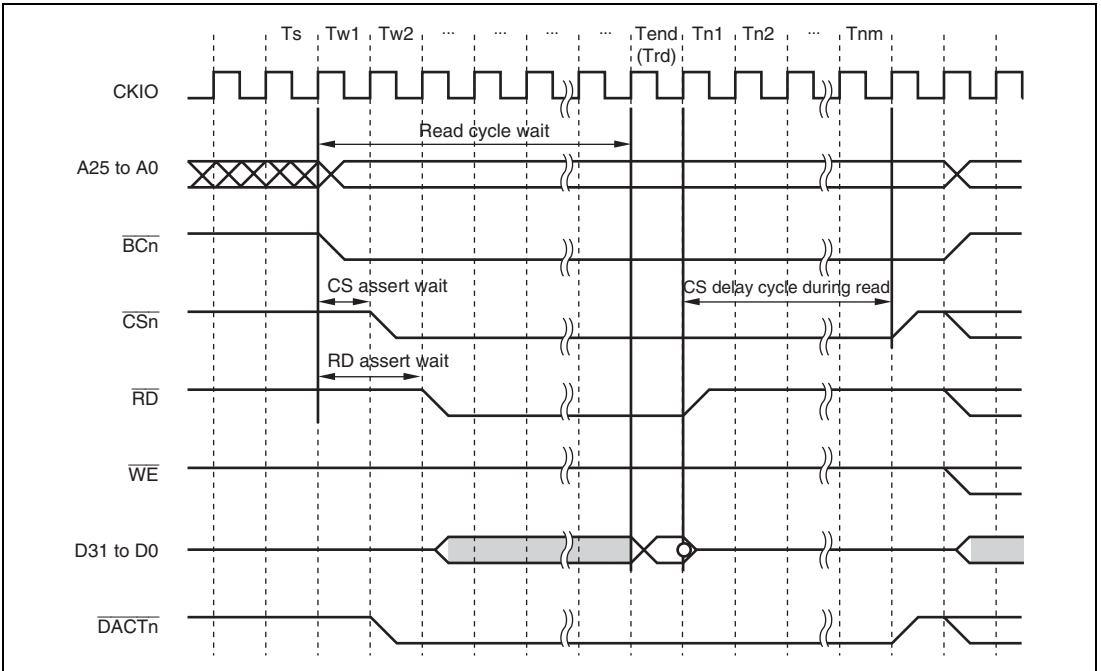 Ts Tw1 Tw2 ... ... ... ... Tend Tn1 Tn2 ... Tnm
(Trd)
CKIO
Read cycle wait
A25 to A0
BCn
CS assert wait
CS delay cycle during read
CSn
RD assert wait
RD
WE
D31 to D0
DACTn